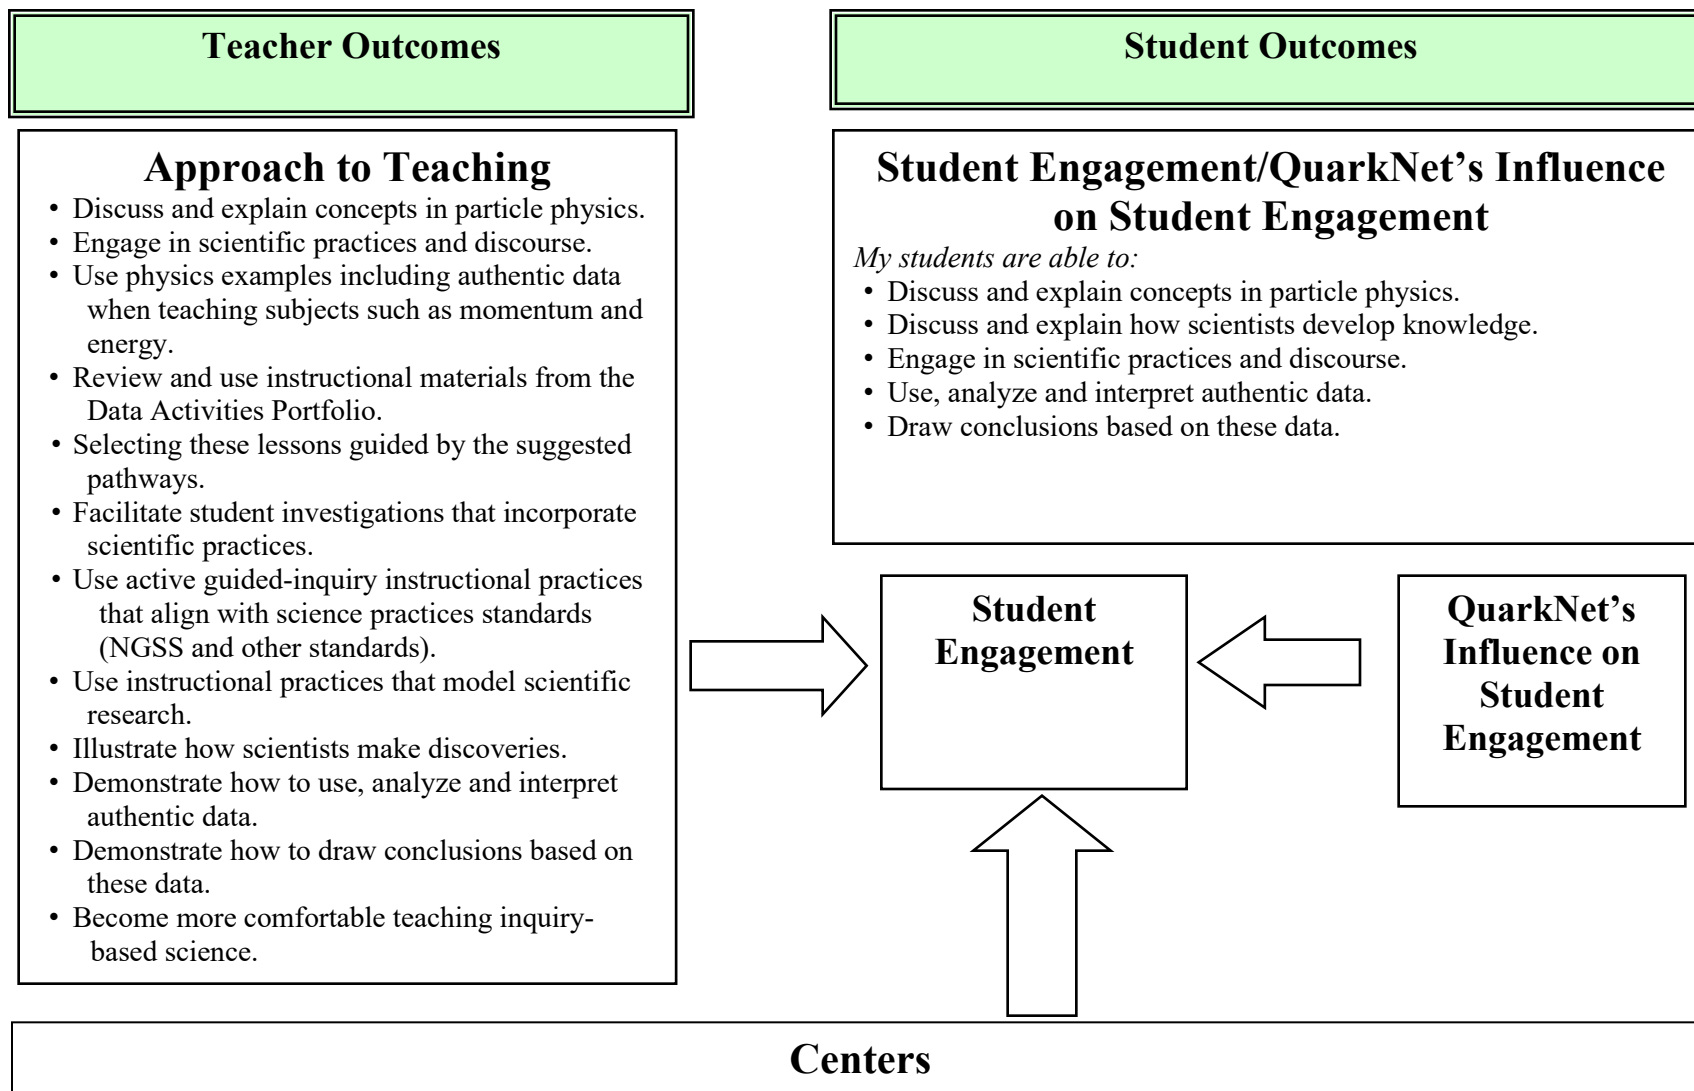 Teacher Outcomes
Approach to Teaching
• Discuss and explain concepts in particle physics.
• Engage in scientific practices and discourse.
• Use physics examples including authentic data
when teaching subjects such as momentum and
energy.
• Review and use instructional materials from the
Data Activities Portfolio.
• Selecting these lessons guided by the suggested
pathways.
• Facilitate student investigations that incorporate
scientific practices.
• Use active guided-inquiry instructional practices
that align with science practices standards
(NGSS and other standards).
• Use instructional practices that model scientific
research.
• Illustrate how scientists make discoveries.
• Demonstrate how to use, analyze and interpret
authentic data.
• Demonstrate how to draw conclusions based on
these data.
• Become more comfortable teaching inquiry-
based science.
Student Outcomes
Student Engagement/QuarkNet’s Influence
on Student Engagement
My students are able to:
• Discuss and explain concepts in particle physics.
• Discuss and explain how scientists develop knowledge.
• Engage in scientific practices and discourse.
• Use, analyze and interpret authentic data.
• Draw conclusions based on these data.
Student
Engagement
QuarkNet’s
Influence on
Student
Engagement
Centers